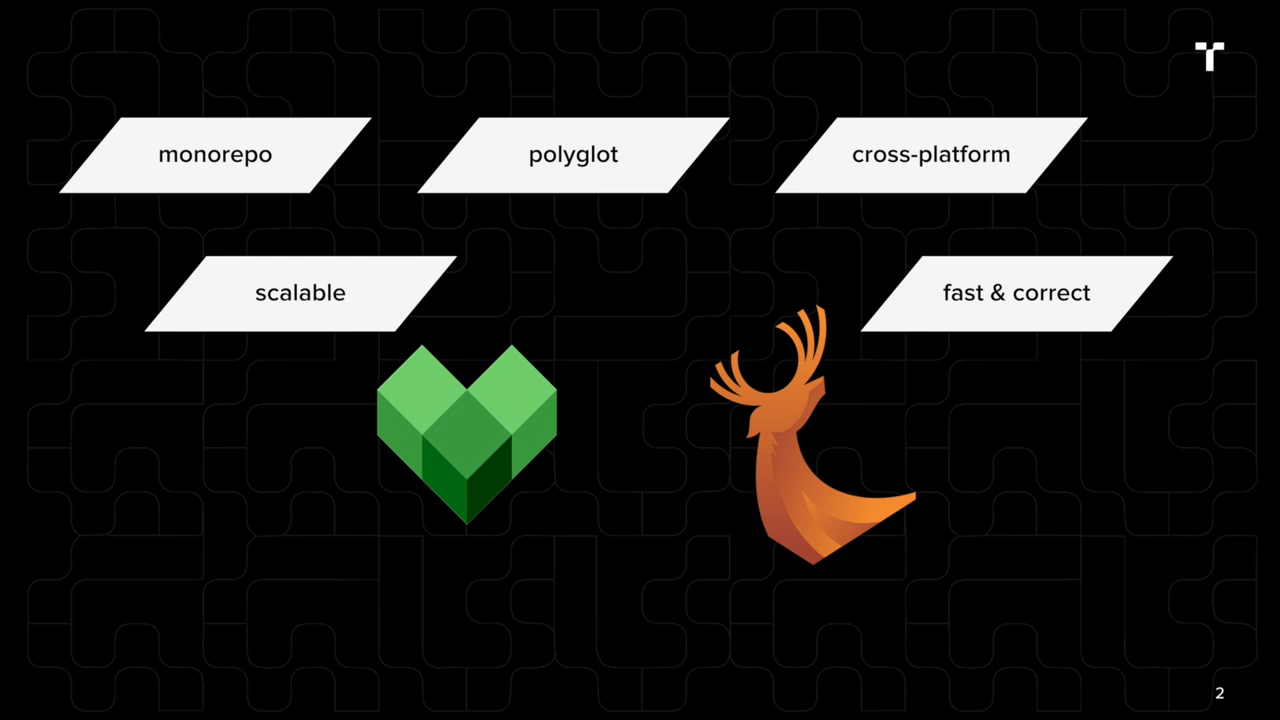 monorepo
polyglot
cross-platform
scalable
fast & correct
2